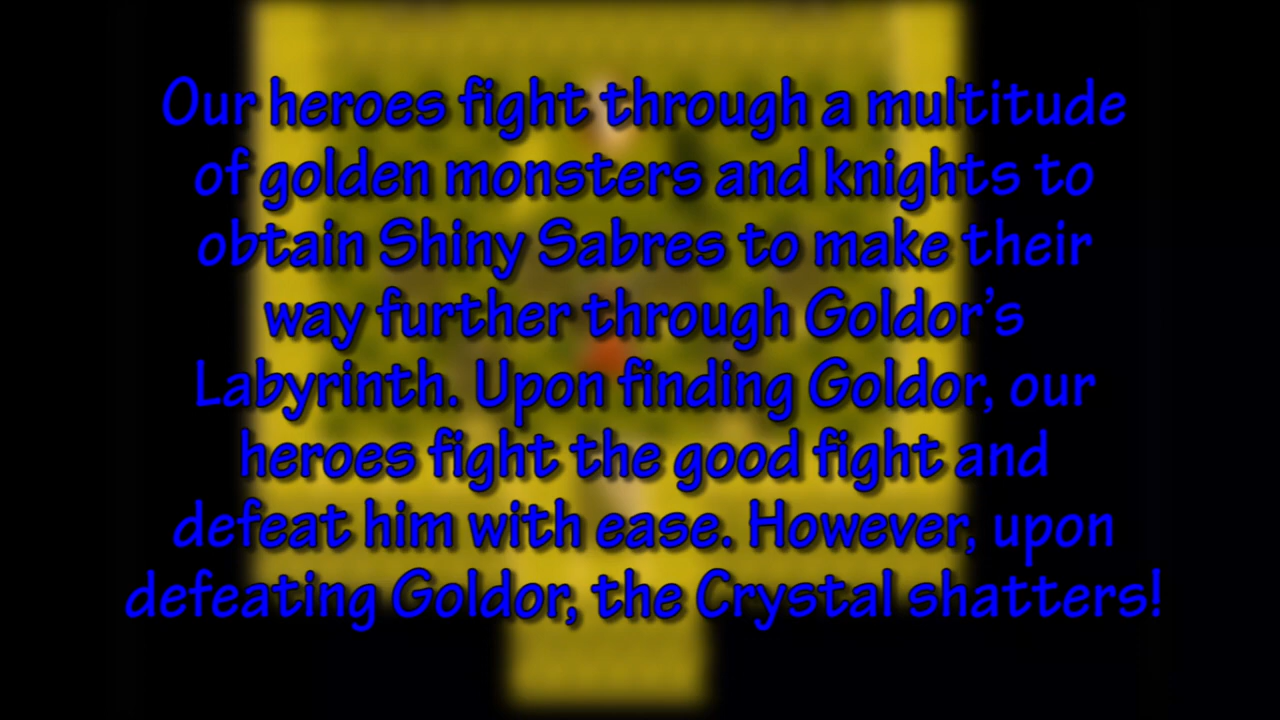 Our heroes fight through a multitude
of golden monsters and knights to
obtain Shiny Sabres to make their
way further through Goldor’s
Labyrinth. Upon finding Goldor, our
heroes fight the good fight and
defeat him with ease. However, upon
defeating Goldor, the Crystal shatters!